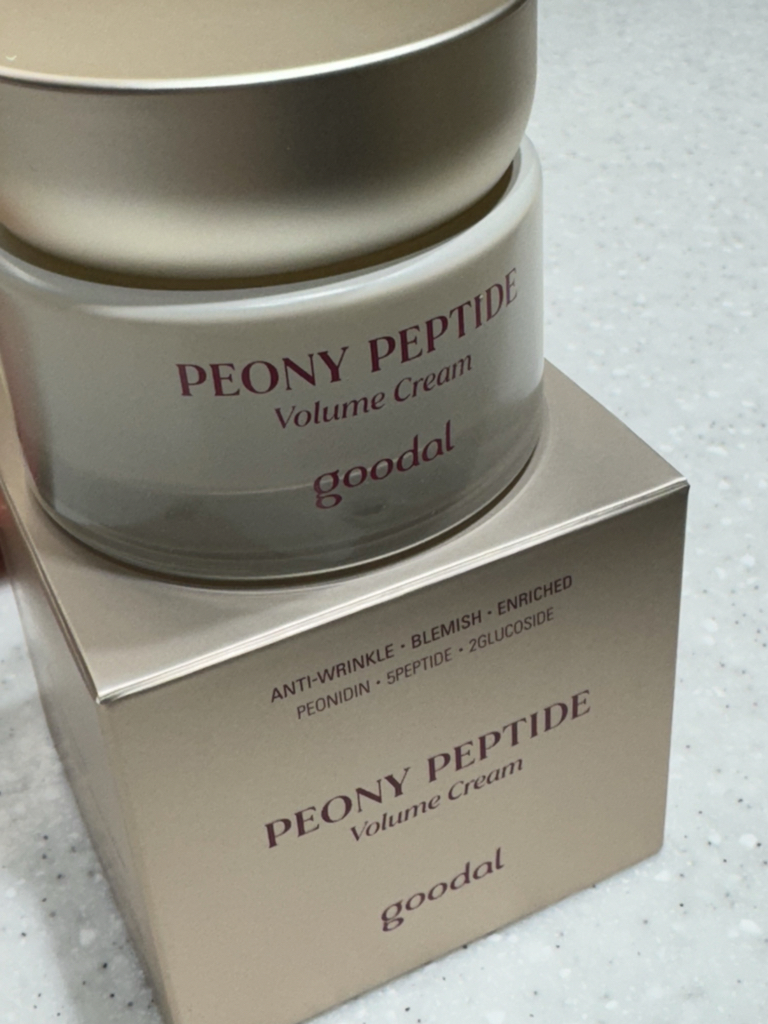 PEONY PEPTIDE
Volume Cream
goodal
ANTI-WRINKLE · BLEMISH · ENRICHED
PEONIDIN · 5PEPTIDE · 2GLUCOSIDE
PEONY PEPTIDE
Volume Cream
goodal